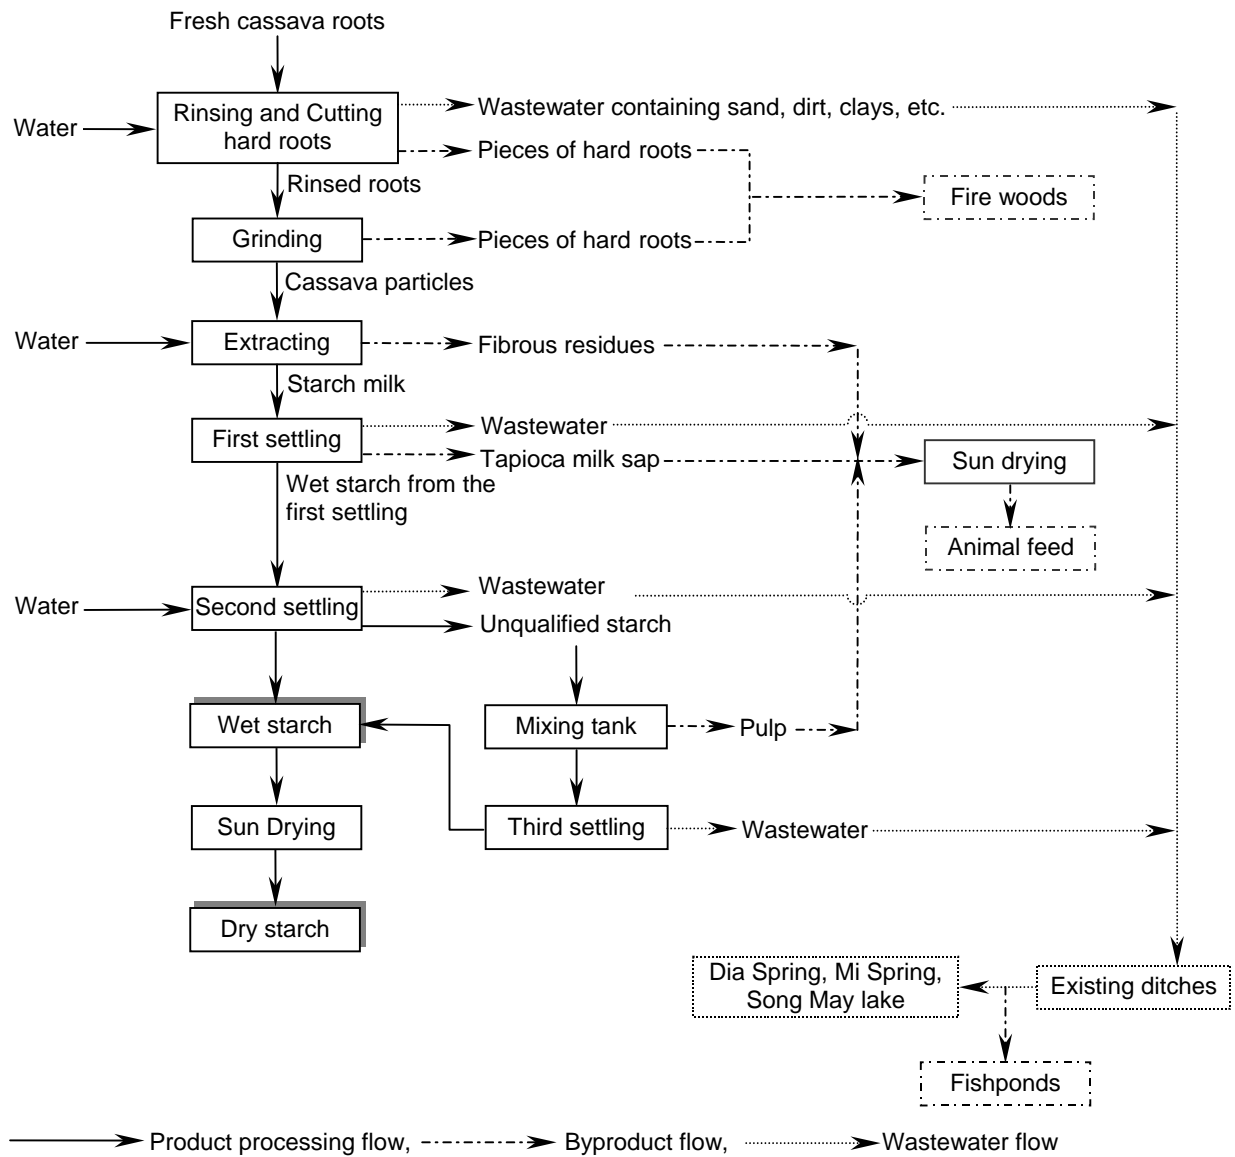 Fresh cassava roots
Rinsing and Cutting
hard roots
Water
Wastewater containing sand, dirt, clays, etc.
Pieces of hard roots
Rinsed roots
Fire woods
Grinding
Pieces of hard roots
Cassava particles
Water
Extracting
Fibrous residues
Starch milk
First settling
Wastewater
Tapioca milk sap
Sun drying
Wet starch from the
first settling
Animal feed
Water
Second settling
Wastewater
Unqualified starch
Wet starch
Mixing tank
Pulp
Sun Drying
Third settling
Wastewater
Dry starch
Dia Spring, Mi Spring,
Song May lake
Existing ditches
Fishponds
Product processing flow,
Byproduct flow,
Wastewater flow